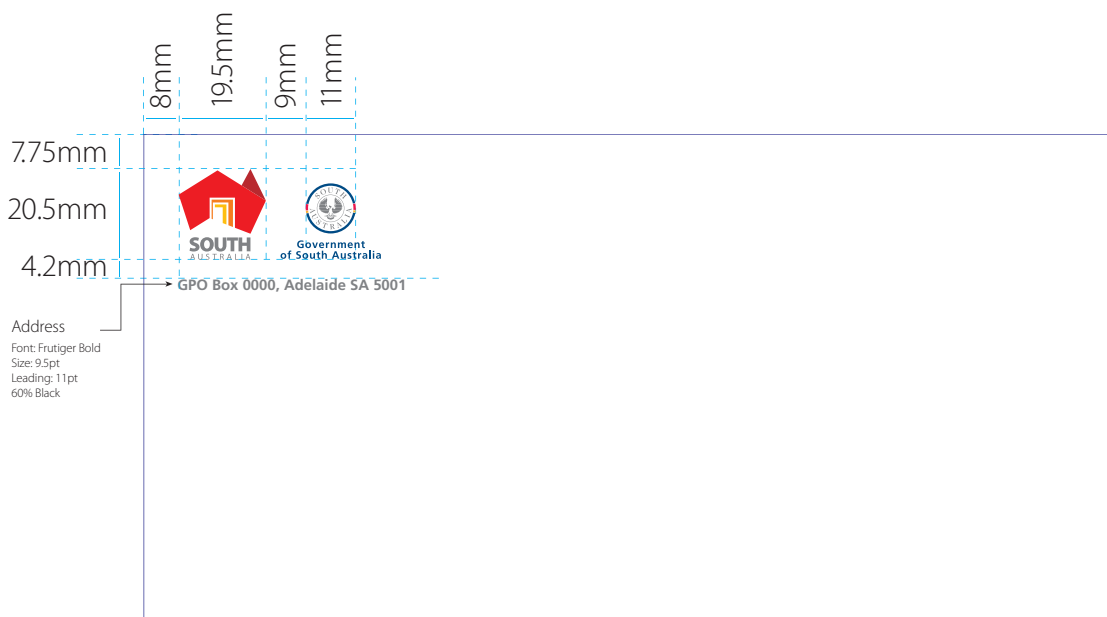 8mm
19.5mm
9mm
11mm
7.75mm
20.5mm
4.2mm
SOUTH
AUSTRALIA
SOUTH
AUSTRALIA
Government
of South Australia
GPO Box 0000, Adelaide SA 5001
Address
Font: Frutiger Bold
Size: 9.5pt
Leading: 11pt
60% Black